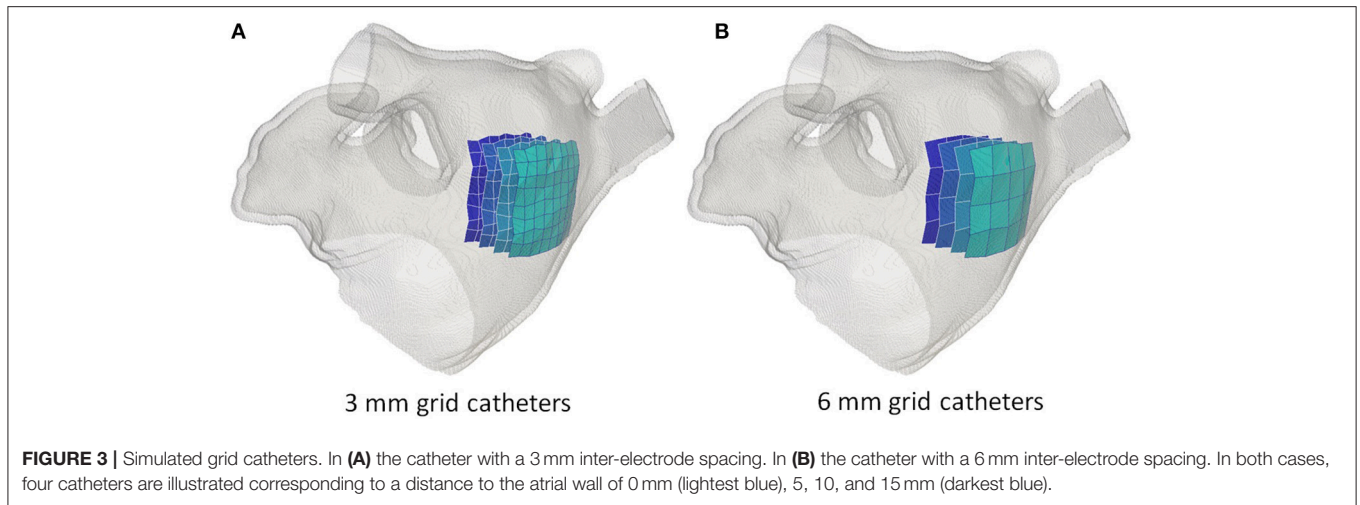 A
B
3 mm grid catheters
6 mm grid catheters
FIGURE 3 | Simulated grid catheters. In (A) the catheter with a 3 mm inter-electrode spacing. In (B) the catheter with a 6 mm inter-electrode spacing. In both cases,
four catheters are illustrated corresponding to a distance to the atrial wall of 0 mm (lightest blue), 5, 10, and 15 mm (darkest blue).